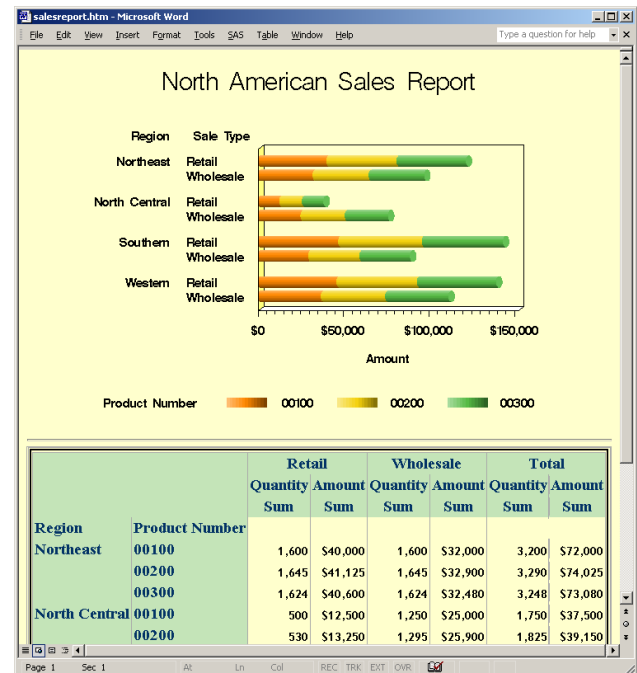 salesreport.htm - Microsoft Word
File Edit View Insert Format Tools SAS Table Window Help Type a question for help
North American Sales Report
Region Sale Type
Northeast Retail
Wholesale
North Central Retail
Wholesale
Southern Retail
Wholesale
Western Retail
Wholesale
$0 $50,000 $100,000 $150,000
Amount
Product Number 00100 00200 00300
Retail Wholesale Total
Quantity Amount Quantity Amount Quantity Amount
Sum Sum Sum Sum Sum Sum
Region Product Number
Northeast 00100 1,600 $40,000 1,600 $32,000 3,200 $72,000
00200 1,645 $41,125 1,645 $32,900 3,290 $74,025
00300 1,624 $40,600 1,624 $32,480 3,248 $73,080
North Central 00100 500 $12,500 1,250 $25,000 1,750 $37,500
00200 530 $13,250 1,295 $25,900 1,825 $39,150
Page 1 Sec 1 At Ln Col REC TRK EXT OVR